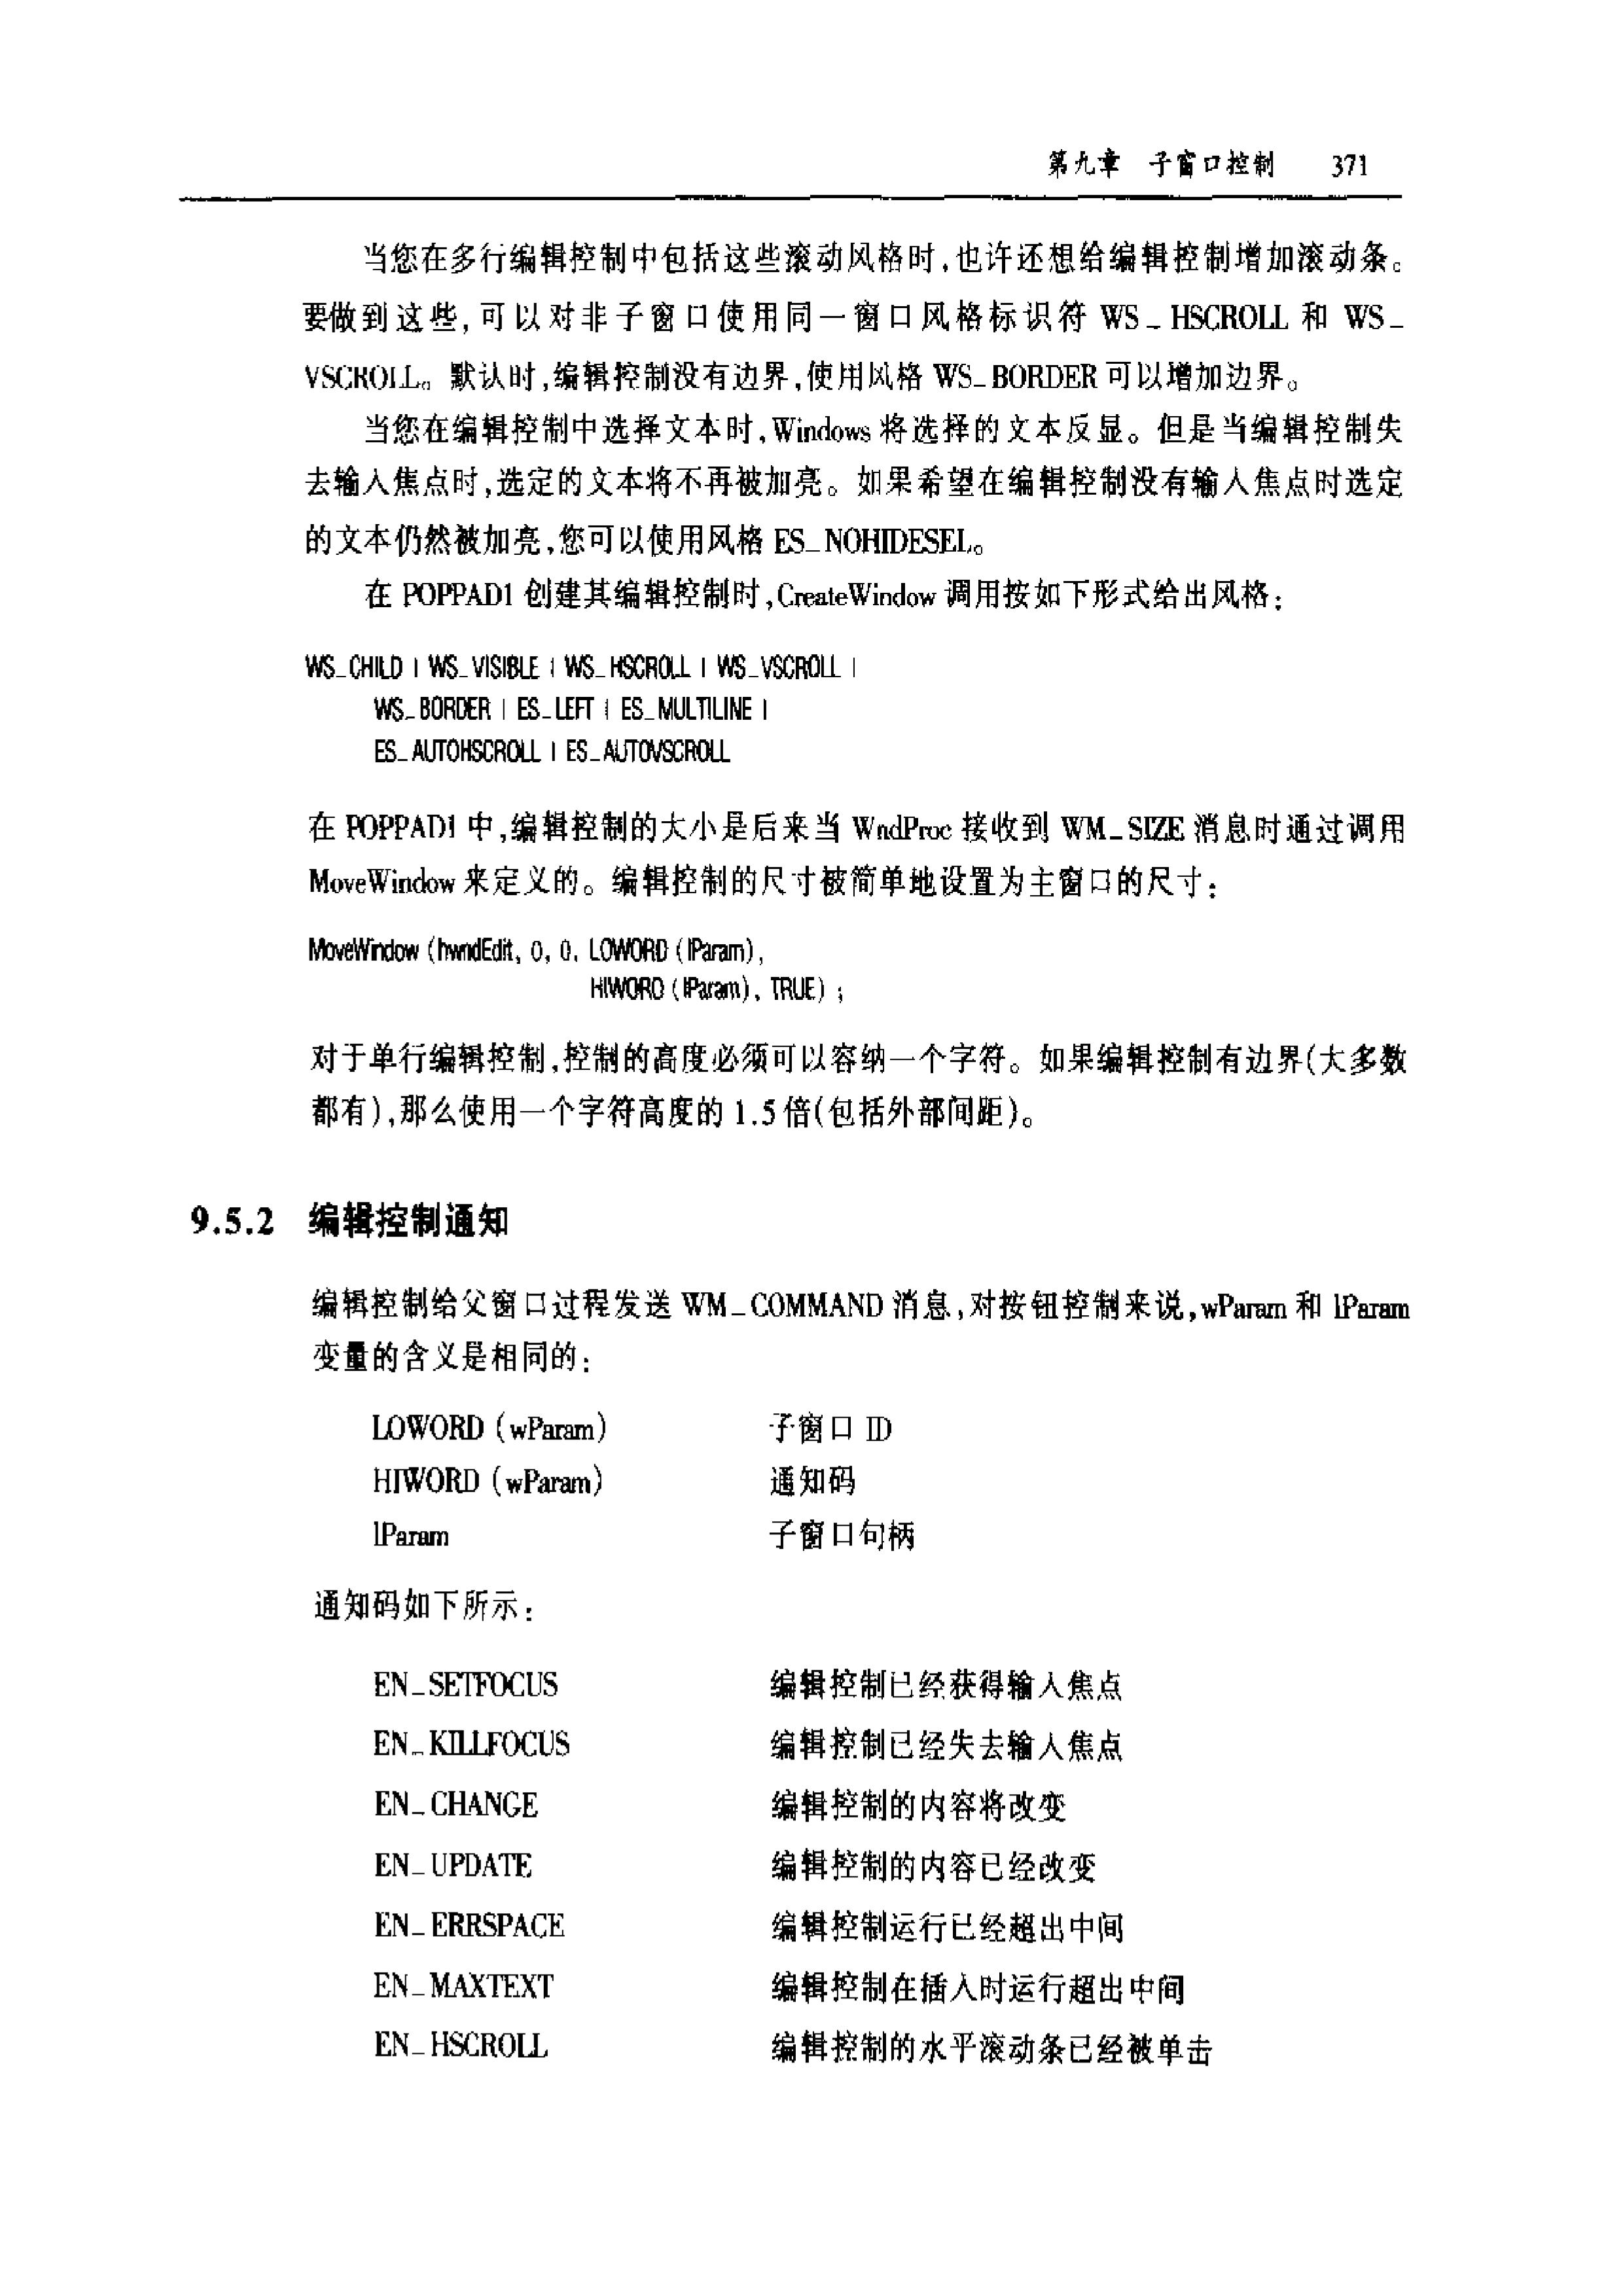 第九章 子窗口控制 371
当您在多行编辑控制中包括这些滚动风格时,也许还想给编辑控制增加滚动条。
要做到这些,可以对非子窗口使用同一窗口风格标识符 WS_HSCROLL 和 WS_
VSCROLL。默认时,编辑控制没有边界,使用风格 WS_BORDER 可以增加边界。
当您在编辑控制中选择文本时,Windows 将选择的文本反显。但是当编辑控制失
去输入焦点时,选定的文本将不再被加亮。如果希望在编辑控制没有输入焦点时选定
的文本仍然被加亮,您可以使用风格 ES_NOHIDESEL。
在 POPPAD1 创建其编辑控制时,CreateWindow 调用按如下形式给出风格:
WS_CHILD | WS_VISIBLE | WS_HSCROLL | WS_VSCROLL |
WS_BORDER | ES_LEFT | ES_MULTILINE |
ES_AUTOHSCROLL | ES_AUTOVSCROLL
在 POPPAD1 中,编辑控制的大小是后来当 WndProc 接收到 WM_SIZE 消息时通过调用
MoveWindow 来定义的。编辑控制的尺寸被简单地设置为主窗口的尺寸:
MoveWindow (hwndEdit, 0, 0, LOWORD (lParam),
HIWORD (lParam), TRUE) ;
对于单行编辑控制,控制的高度必须可以容纳一个字符。如果编辑控制有边界(大多数
都有),那么使用一个字符高度的 1.5 倍(包括外部间距)。
9.5.2 编辑控制通知
编辑控制给父窗口过程发送 WM_COMMAND 消息,对按钮控制来说,wParam 和 lParam
变量的含义是相同的:
LOWORD (wParam) 子窗口 ID
HIWORD (wParam) 通知码
lParam 子窗口句柄
通知码如下所示:
EN_SETFOCUS 编辑控制已经获得输入焦点
EN_KILLFOCUS 编辑控制已经失去输入焦点
EN_CHANGE 编辑控制的内容将改变
EN_UPDATE 编辑控制的内容已经改变
EN_ERRSPACE 编辑控制运行已经超出中间
EN_MAXTEXT 编辑控制在插入时运行超出中间
EN_HSCROLL 编辑控制的水平滚动条已经被单击